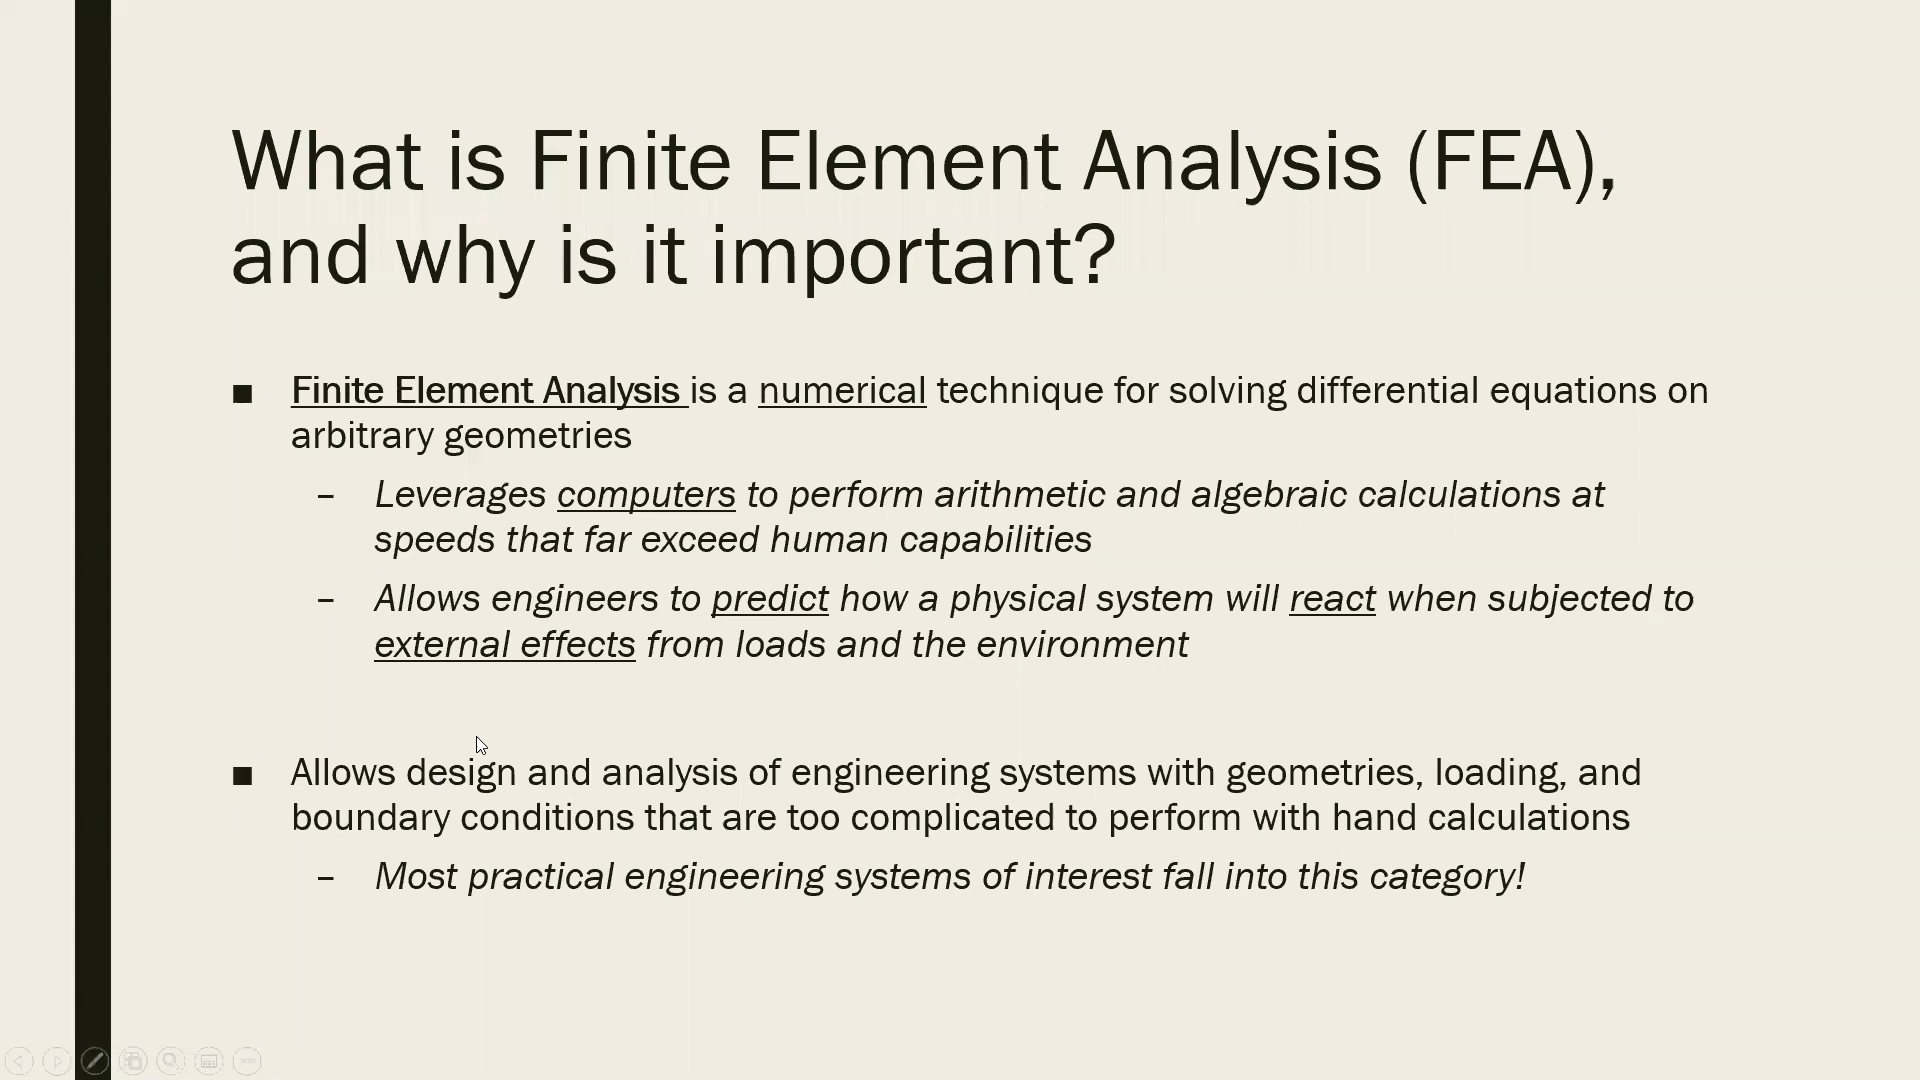 What is Finite Element Analysis (FEA),
and why is it important?
■ Finite Element Analysis is a numerical technique for solving differential equations on
arbitrary geometries
– Leverages computers to perform arithmetic and algebraic calculations at
speeds that far exceed human capabilities
– Allows engineers to predict how a physical system will react when subjected to
external effects from loads and the environment
■ Allows design and analysis of engineering systems with geometries, loading, and
boundary conditions that are too complicated to perform with hand calculations
– Most practical engineering systems of interest fall into this category!